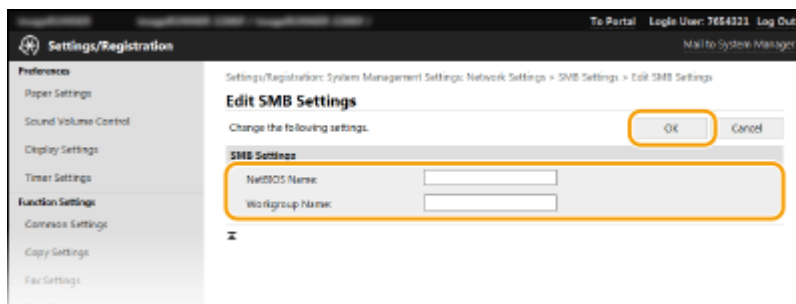 To Portal Login User: 7654321 Log Out
Settings/Registration
Mail to System Manager
Preferences
Paper Settings
Sound Volume Control
Display Settings
Timer Settings
Function Settings
Common Settings
Copy Settings
Fax Settings
Settings/Registration: System Management Settings: Network Settings > SMB Settings > Edit SMB Settings
Edit SMB Settings
Change the following settings.
OK Cancel
SMB Settings
NetBIOS Name:
Workgroup Name: